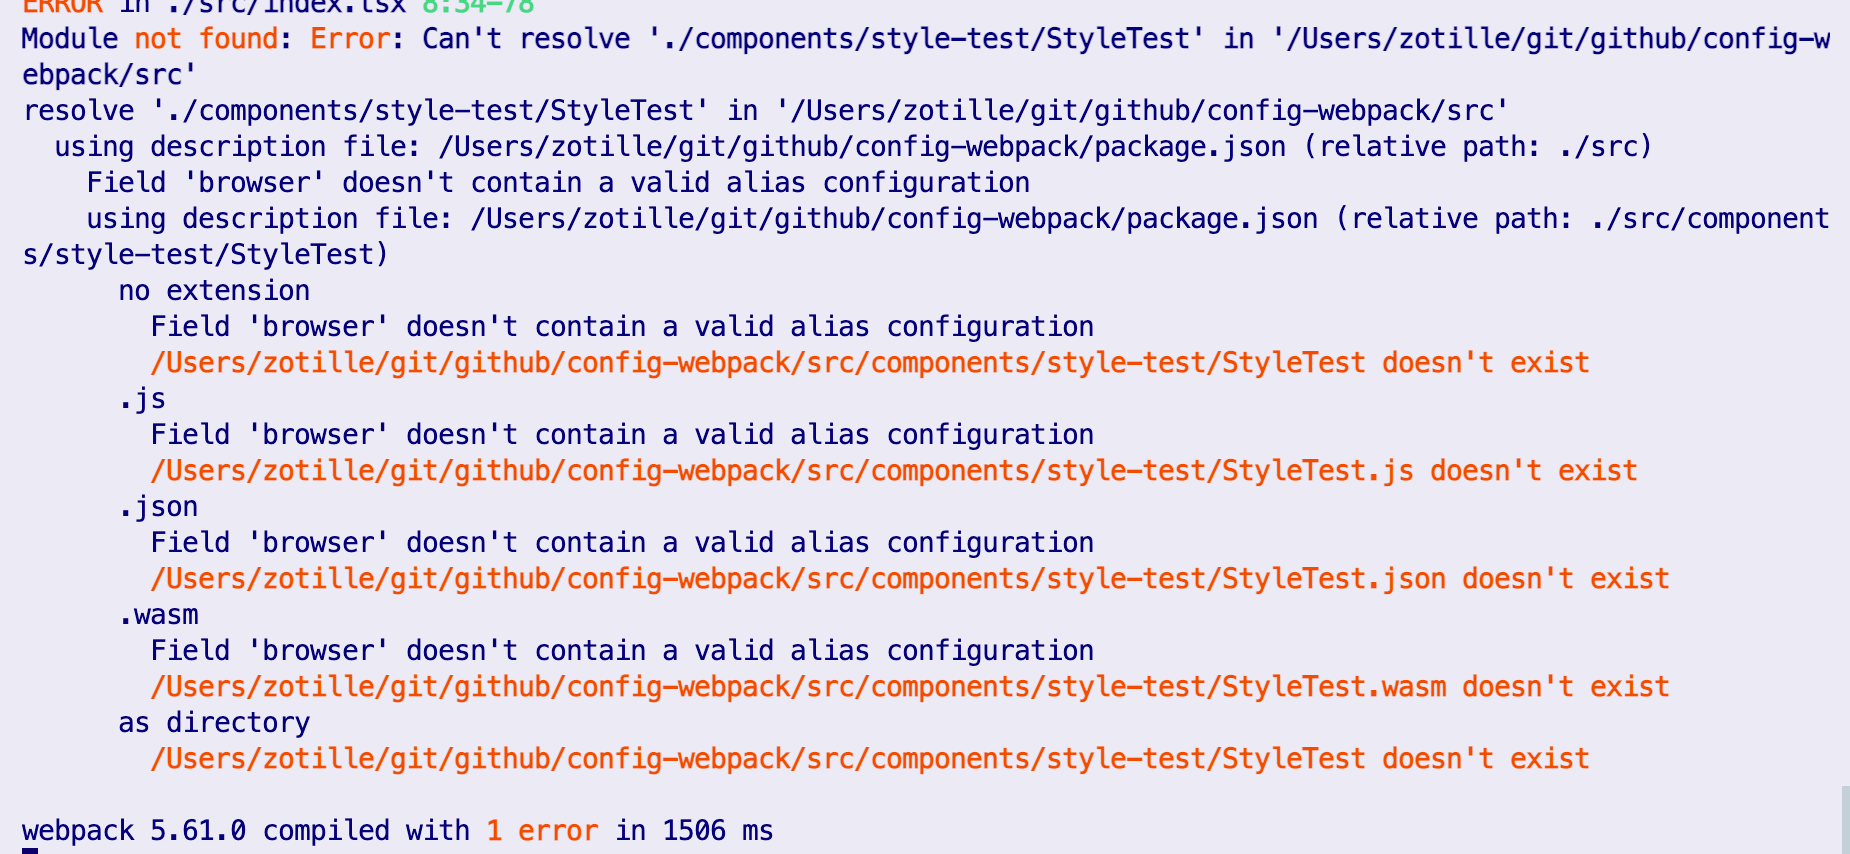 ERROR in ./src/index.tsx 8:34-78
Module not found: Error: Can't resolve './components/style-test/StyleTest' in '/Users/zotille/git/github/config-w
ebpack/src'
resolve './components/style-test/StyleTest' in '/Users/zotille/git/github/config-webpack/src'
  using description file: /Users/zotille/git/github/config-webpack/package.json (relative path: ./src)
    Field 'browser' doesn't contain a valid alias configuration
    using description file: /Users/zotille/git/github/config-webpack/package.json (relative path: ./src/component
s/style-test/StyleTest)
      no extension
        Field 'browser' doesn't contain a valid alias configuration
        /Users/zotille/git/github/config-webpack/src/components/style-test/StyleTest doesn't exist
      .js
        Field 'browser' doesn't contain a valid alias configuration
        /Users/zotille/git/github/config-webpack/src/components/style-test/StyleTest.js doesn't exist
      .json
        Field 'browser' doesn't contain a valid alias configuration
        /Users/zotille/git/github/config-webpack/src/components/style-test/StyleTest.json doesn't exist
      .wasm
        Field 'browser' doesn't contain a valid alias configuration
        /Users/zotille/git/github/config-webpack/src/components/style-test/StyleTest.wasm doesn't exist
      as directory
        /Users/zotille/git/github/config-webpack/src/components/style-test/StyleTest doesn't exist
webpack 5.61.0 compiled with 1 error in 1506 ms